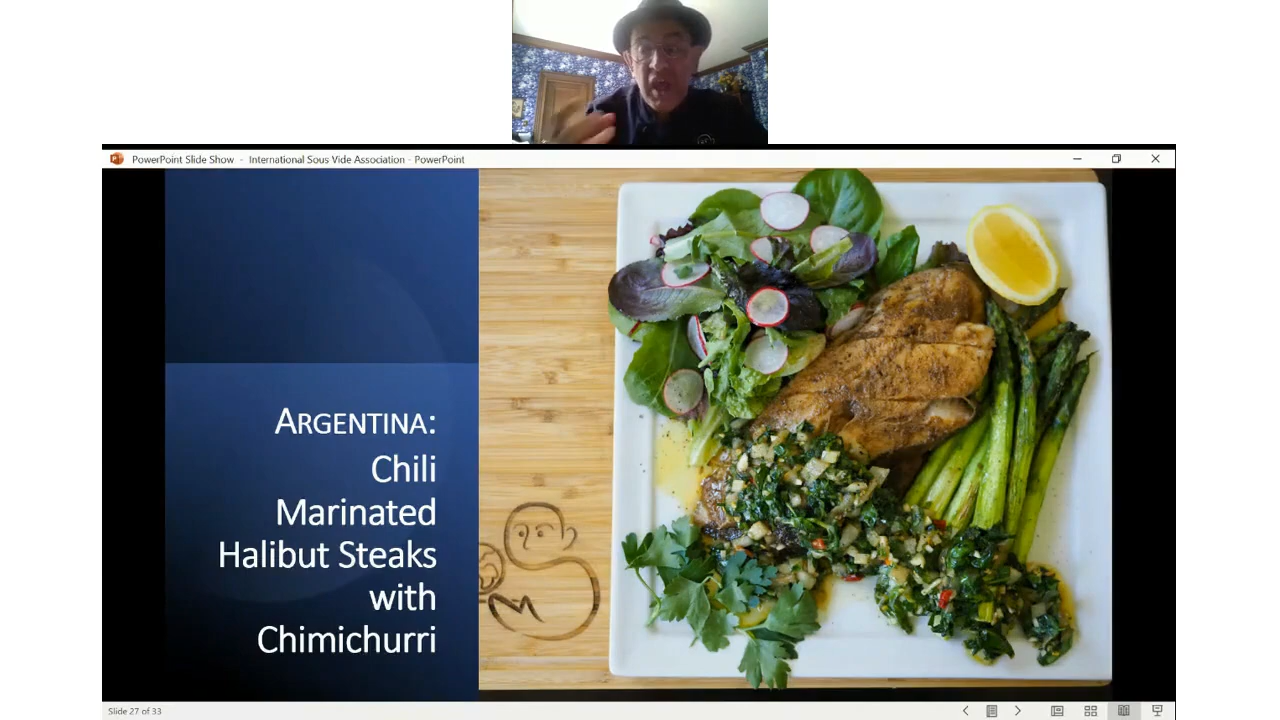 PowerPoint Slide Show - International Sous Vide Association - PowerPoint
ARGENTINA:
Chili
Marinated
Halibut Steaks
with
Chimichurri
Slide 27 of 33